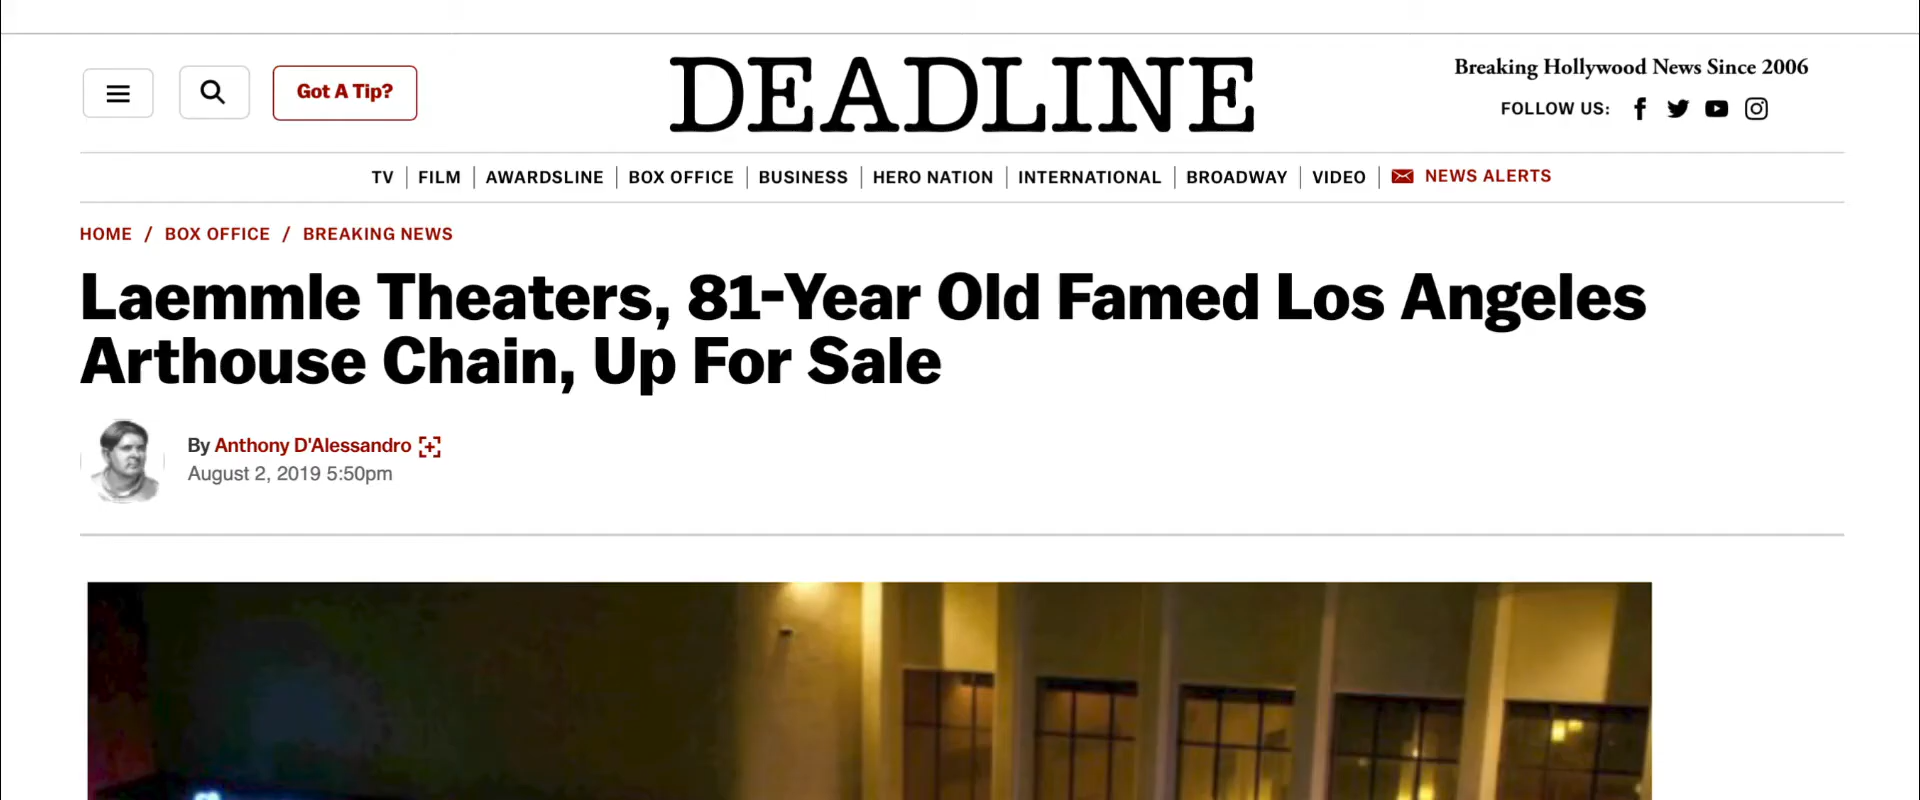 Got A Tip?
DEADLINE
Breaking Hollywood News Since 2006
FOLLOW US:
TV | FILM | AWARDSLINE | BOX OFFICE | BUSINESS | HERO NATION | INTERNATIONAL | BROADWAY | VIDEO | NEWS ALERTS
HOME / BOX OFFICE / BREAKING NEWS
Laemmle Theaters, 81-Year Old Famed Los Angeles
Arthouse Chain, Up For Sale
By Anthony D'Alessandro
August 2, 2019 5:50pm